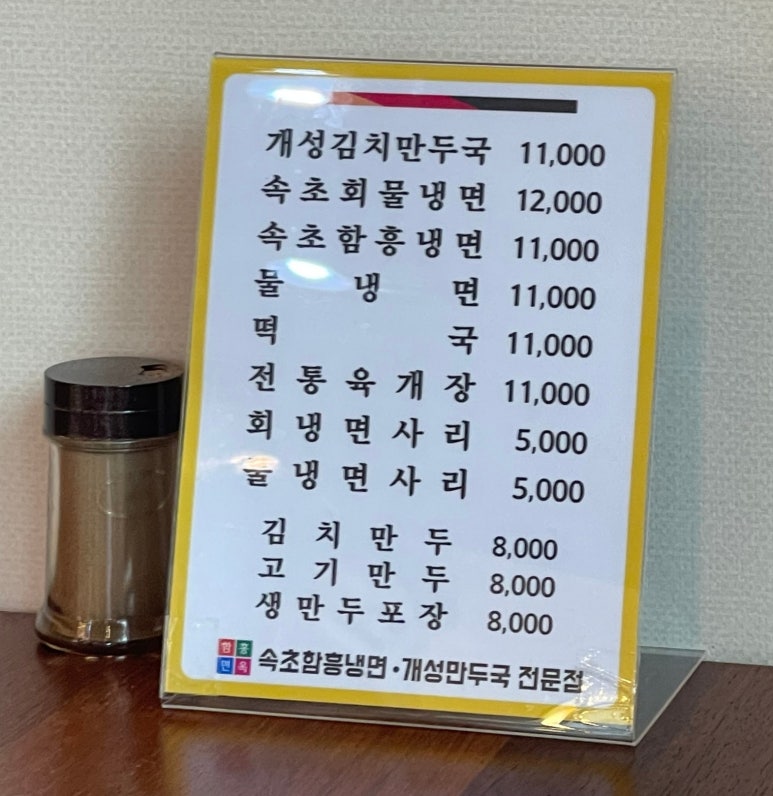 개성김치만두국 11,000
속초회물냉면 12,000
속초함흥냉면 11,000
물냉면 11,000
떡국 11,000
전통육개장 11,000
회냉면사리 5,000
물냉면사리 5,000
김치만두 8,000
고기만두 8,000
생만두포장 8,000
함흥
면옥
속초함흥냉면·개성만두국 전문점